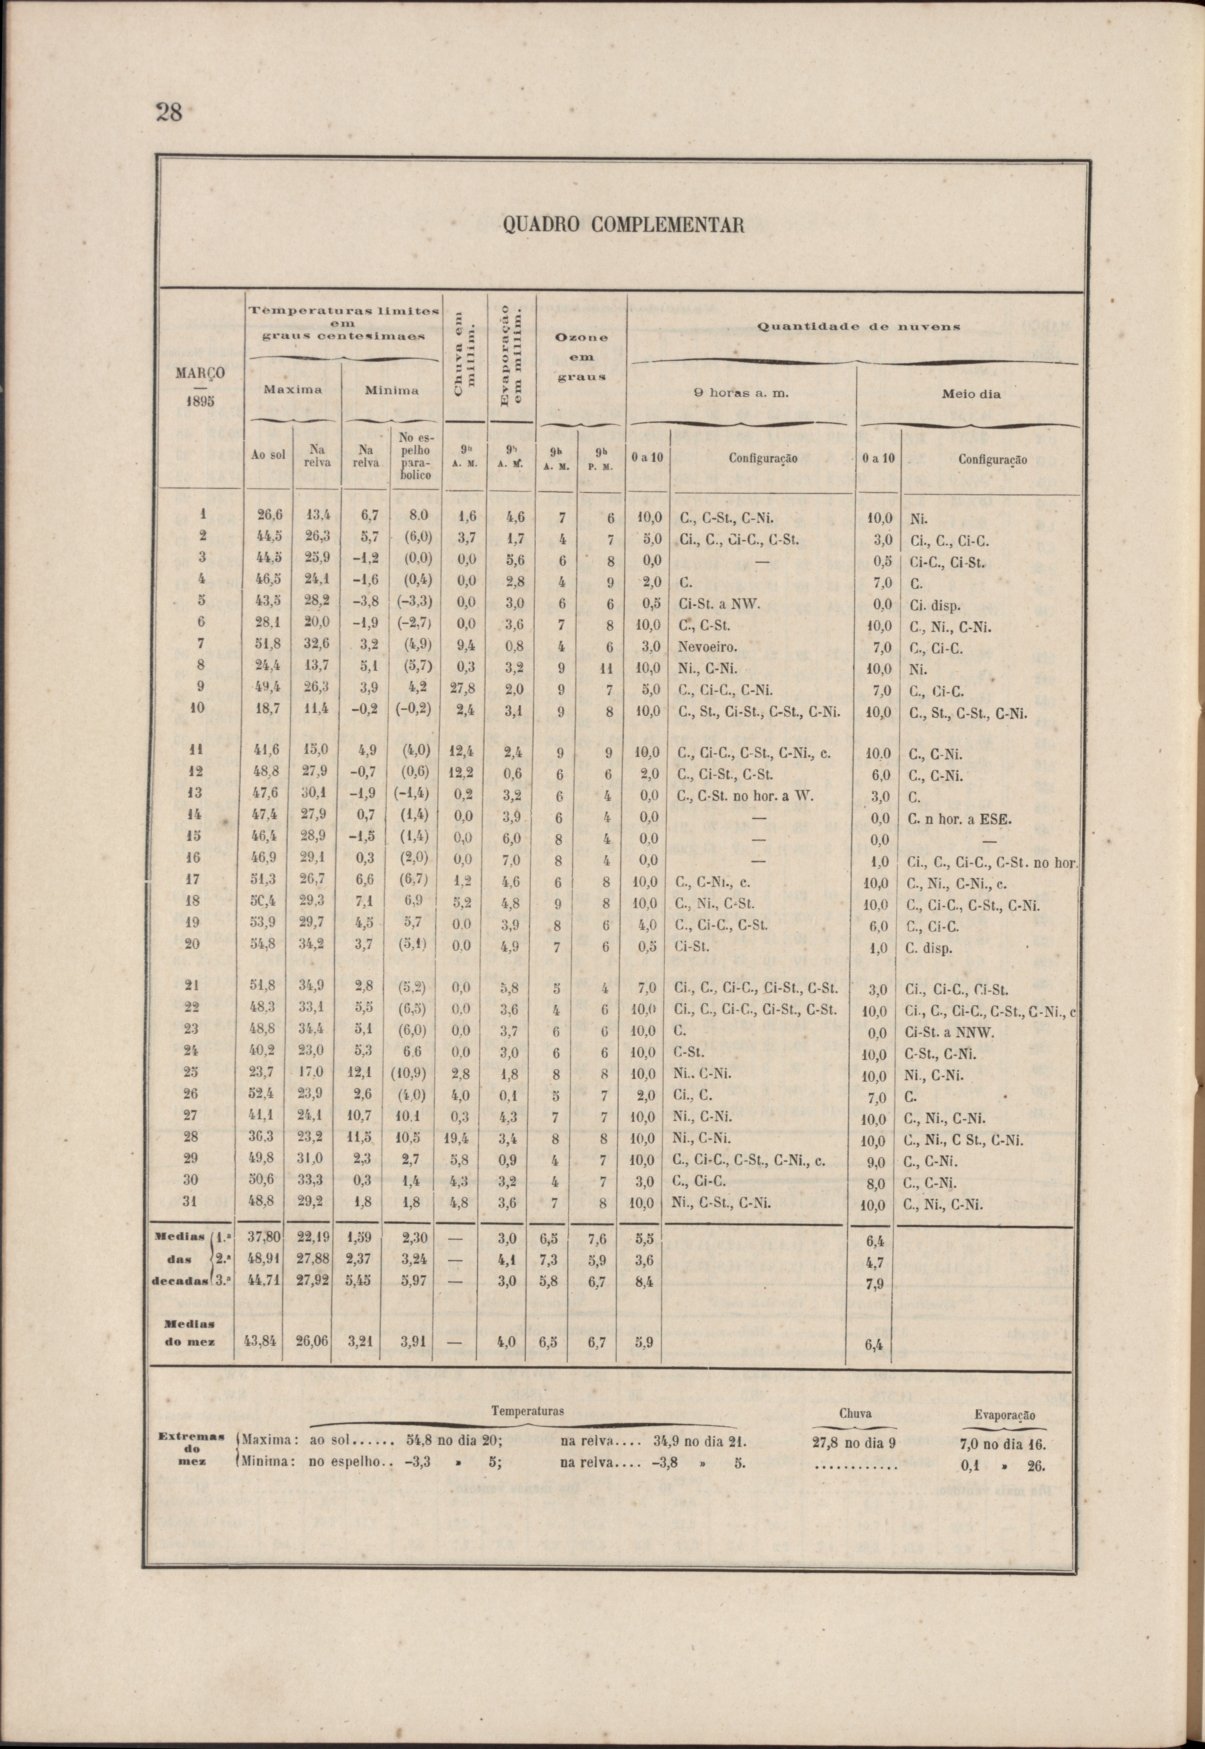 28
QUADRO COMPLEMENTAR
MARÇO
—
1895
Temperaturas limites
em
graus centesimaes
Maxima
Minima
Ao sol
Na relva
Na relva
No es-
pelho
para-
bolico
Chuva em millim.
9h A. M.
Evaporação em millim.
9h A. M.
Ozone
em
graus
9h A. M.
9h P. M.
Quantidade de nuvens
9 horas a. m.
Meio dia
0 a 10
Configuração
0 a 10
Configuração
1 26,6 13,4 6,7 8,0 1,6 4,6 7 6 10,0 C., C-St., C-Ni. 10,0 Ni.
2 44,5 26,3 5,7 (6,0) 3,7 1,7 4 7 5,0 Ci., C., Ci-C., C-St. 3,0 Ci., C., Ci-C.
3 44,5 25,9 -1,2 (0,0) 0,0 5,6 6 8 0,0 — 0,5 Ci-C., Ci-St.
4 46,5 24,1 -1,6 (0,4) 0,0 2,8 4 9 2,0 C. 7,0 C.
5 43,5 28,2 -3,8 (-3,3) 0,0 3,0 6 6 0,5 Ci-St. a NW. 0,0 Ci. disp.
6 28,1 20,0 -1,9 (-2,7) 0,0 3,6 7 8 10,0 C., C-St. 10,0 C., Ni., C-Ni.
7 51,8 32,6 3,2 (4,9) 9,4 0,8 4 6 3,0 Nevoeiro. 7,0 C., Ci-C.
8 24,4 13,7 5,1 (5,7) 0,3 3,2 9 11 10,0 Ni., C-Ni. 10,0 Ni.
9 49,4 26,3 3,9 4,2 27,8 2,0 9 7 5,0 C., Ci-C., C-Ni. 7,0 C., Ci-C.
10 18,7 11,4 -0,2 (-0,2) 2,4 3,1 9 8 10,0 C., St., Ci-St., C-St., C-Ni. 10,0 C., St., C-St., C-Ni.
11 41,6 15,0 4,9 (4,0) 12,4 2,4 9 9 10,0 C., Ci-C., C-St., C-Ni., c. 10,0 C., C-Ni.
12 48,8 27,9 -0,7 (0,6) 12,2 0,6 6 6 2,0 C., Ci-St., C-St. 6,0 C., C-Ni.
13 47,6 30,1 -1,9 (-1,4) 0,2 3,2 6 4 0,0 C., C-St. no hor. a W. 3,0 C.
14 47,4 27,9 0,7 (1,4) 0,0 3,9 6 4 0,0 — 0,0 C. n hor. a ESE.
15 46,4 28,9 -1,5 (1,4) 0,0 6,0 8 4 0,0 — 0,0 —
16 46,9 29,1 0,3 (2,0) 0,0 7,0 8 4 0,0 — 1,0 Ci., C., Ci-C., C-St. no hor.
17 51,3 26,7 6,6 (6,7) 1,2 4,6 6 8 10,0 C., C-Ni., c. 10,0 C., Ni., C-Ni., c.
18 50,4 29,3 7,1 6,9 5,2 4,8 9 8 10,0 C., Ni., C-St. 10,0 C., Ci-C., C-St., C-Ni.
19 53,9 29,7 4,5 5,7 0,0 3,9 8 6 4,0 C., Ci-C., C-St. 6,0 C., Ci-C.
20 54,8 34,2 3,7 (5,1) 0,0 4,9 7 6 0,5 Ci-St. 1,0 C. disp.
21 51,8 34,9 2,8 (5,2) 0,0 5,8 5 4 7,0 Ci., C., Ci-C., Ci-St., C-St. 3,0 Ci., Ci-C., Ci-St.
22 48,3 33,1 5,5 (6,5) 0,0 3,6 4 6 10,0 Ci., C., Ci-C., Ci-St., C-St. 10,0 Ci., C., Ci-C., C-St., C-Ni., c
23 48,8 34,4 5,1 (6,0) 0,0 3,7 6 6 10,0 C. 0,0 Ci-St. a NNW.
24 40,2 23,0 5,3 6,6 0,0 3,0 6 6 10,0 C-St. 10,0 C-St., C-Ni.
25 23,7 17,0 12,1 (10,9) 2,8 1,8 8 8 10,0 Ni.. C-Ni. 10,0 Ni., C-Ni.
26 52,4 23,9 2,6 (4,0) 4,0 0,1 5 7 2,0 Ci., C. 7,0 C.
27 41,1 24,1 10,7 10,1 0,3 4,3 7 7 10,0 Ni., C-Ni. 10,0 C., Ni., C-Ni.
28 36,3 23,2 11,5 10,5 19,4 3,4 8 8 10,0 Ni., C-Ni. 10,0 C., Ni., C St., C-Ni.
29 49,8 31,0 2,3 2,7 5,8 0,9 4 7 10,0 C., Ci-C., C-St., C-Ni., c. 9,0 C., C-Ni.
30 50,6 33,3 0,3 1,4 4,3 3,2 4 7 3,0 C., Ci-C. 8,0 C., C-Ni.
31 48,8 29,2 1,8 1,8 4,8 3,6 7 8 10,0 Ni., C-St., C-Ni. 10,0 C., Ni., C-Ni.
Medias 1.ª 37,80 22,19 1,59 2,30 — 3,0 6,5 7,6 5,5 6,4
das 2.ª 48,91 27,88 2,37 3,24 — 4,1 7,3 5,9 3,6 4,7
decadas 3.ª 44,71 27,92 5,45 5,97 — 3,0 5,8 6,7 8,4 7,9
Medias
do mez 43,84 26,06 3,21 3,91 — 4,0 6,5 6,7 5,9 6,4
Temperaturas Chuva Evaporação
Extremas
do
mez
Maxima: ao sol...... 54,8 no dia 20; na relva.... 34,9 no dia 21. 27,8 no dia 9 7,0 no dia 16.
Minima: no espelho.. -3,3 » 5; na relva.... -3,8 » 5. ............ 0,1 » 26.